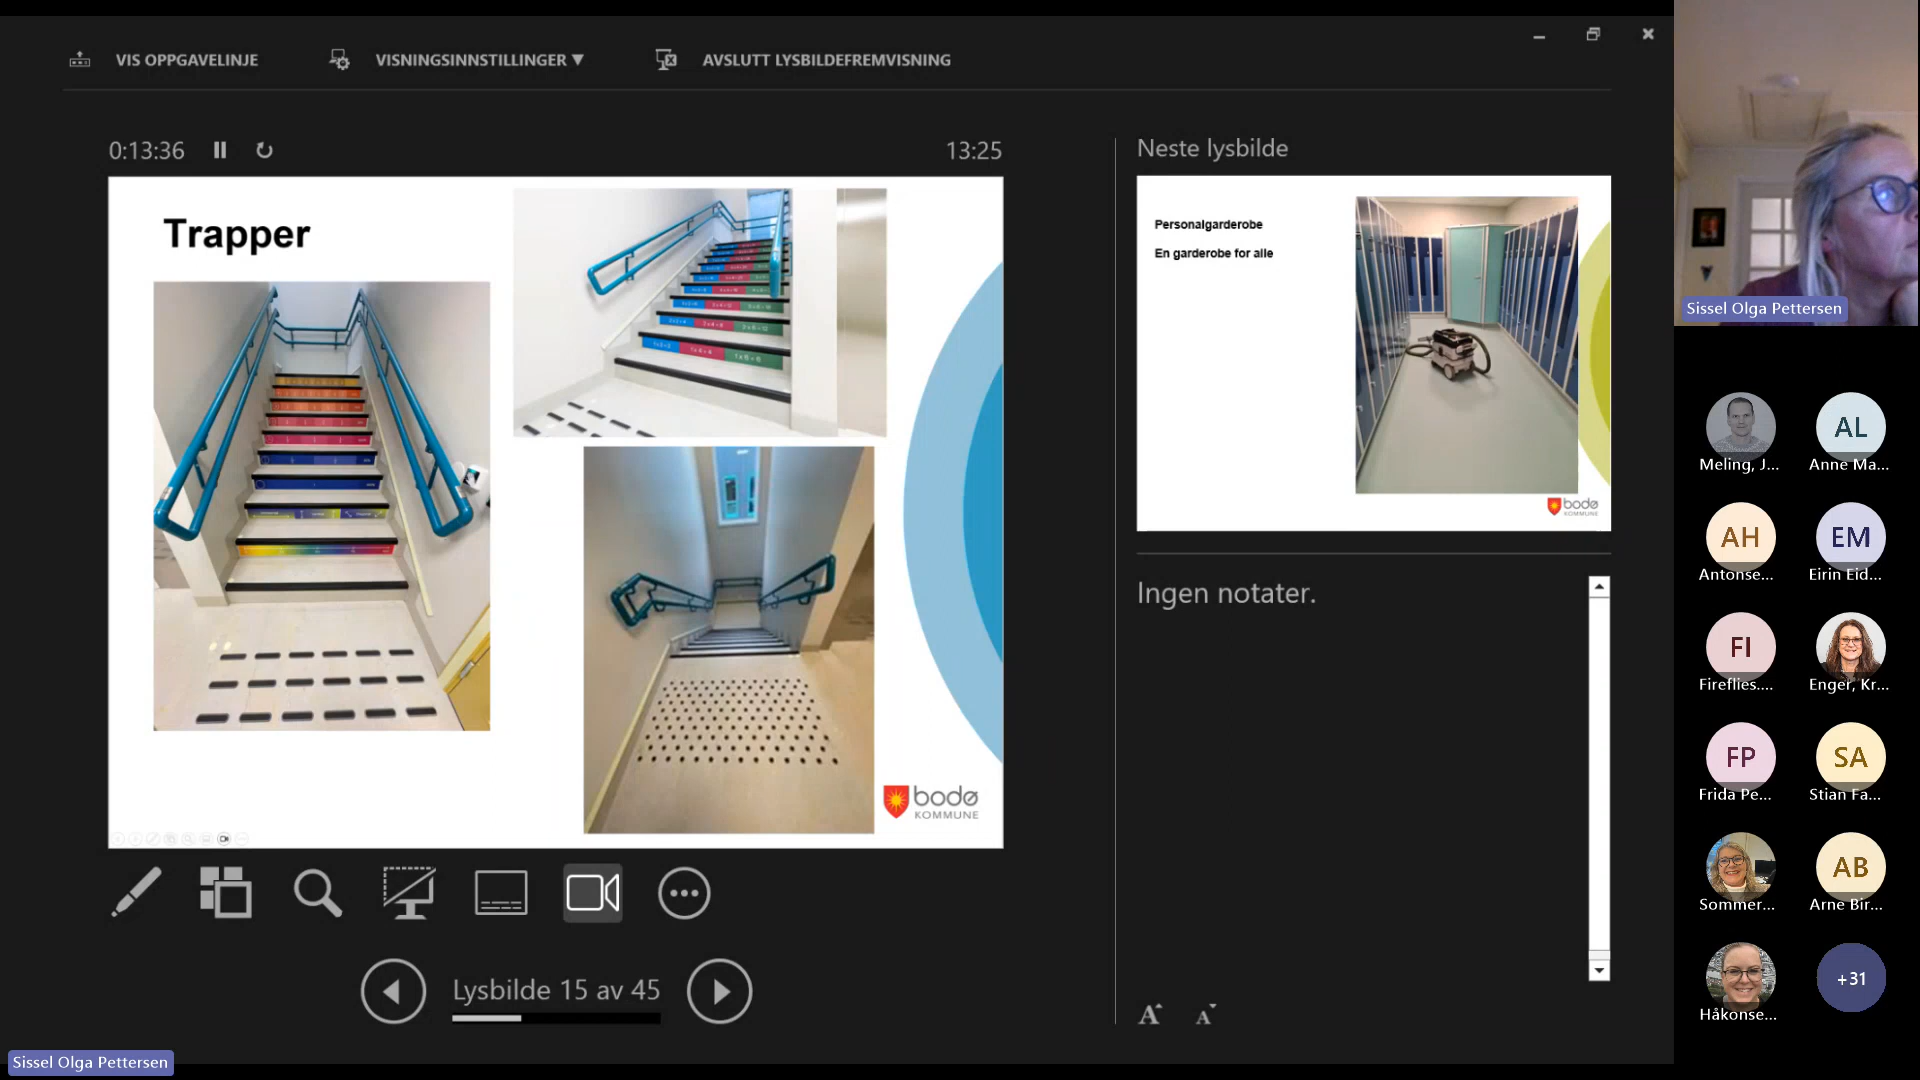 VIS OPPGAVELINJE
VISNINGSINNSTILLINGER ▼
AVSLUTT LYSBILDEFREMVISNING
0:13:36
13:25
Trapper
bodø
KOMMUNE
Lysbilde 15 av 45
Neste lysbilde
Personalgarderobe
En garderobe for alle
bodø
KOMMUNE
Ingen notater.
A A
Sissel Olga Pettersen
Meling, J...
AL
Anne Ma...
AH
Antonse...
EM
Eirin Eid...
FI
Fireflies....
Enger, Kr...
FP
Frida Pe...
SA
Stian Fa...
Sommer...
AB
Arne Bir...
Håkonse...
+31
Sissel Olga Pettersen